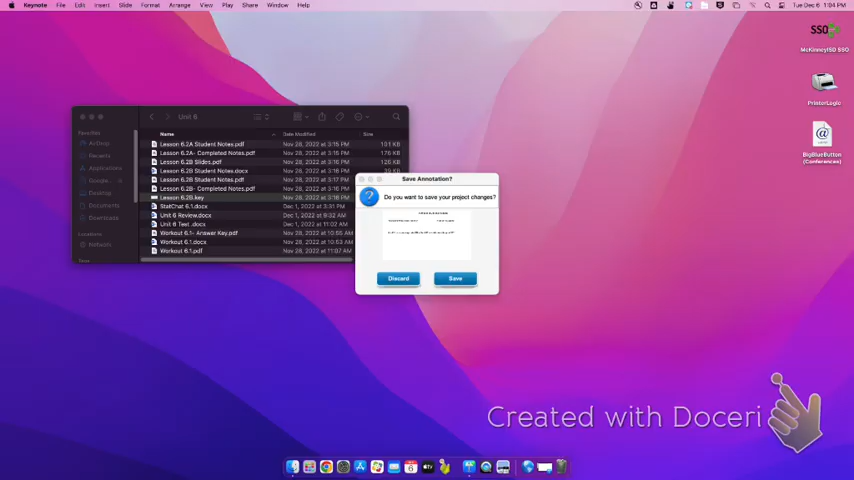 Keynote File Edit Insert Slide Format Arrange View Play Share Window Help
Tue Dec 6 1:04 PM
SSO
McKinneyISD SSO
PrinterLogic
BigBlueButton
(Conferences)
Unit 6
Favorites
AirDrop
Recents
Applications
Google...
Desktop
Documents
Downloads
Locations
Network
Tags
Name Date Modified Size
Lesson 6.2A Student Notes.pdf Nov 28, 2022 at 3:15 PM 131 KB
Lesson 6.2A- Completed Notes.pdf Nov 28, 2022 at 3:15 PM 176 KB
Lesson 6.2B Slides.pdf Nov 28, 2022 at 3:15 PM 126 KB
Lesson 6.2B Student Notes.docx Nov 28, 2022 at 3:15 PM 39 KB
Lesson 6.2B Student Notes.pdf Nov 28, 2022 at 3:16 PM
Lesson 6.2B- Completed Notes.pdf Nov 28, 2022 at 3:15 PM
Lesson 6.2B.key Nov 28, 2022 at 3:16 PM
StatChat 6.1.docx Dec 1, 2022 at 3:31 PM
Unit 6 Review.docx Dec 1, 2022 at 9:32 AM
Unit 6 Test .docx Dec 1, 2022 at 11:02 AM
Workout 6.1- Answer Key.pdf Nov 28, 2022 at 10:55 AM
Workout 6.1.docx Nov 28, 2022 at 10:53 AM
Workout 6.1.pdf Nov 28, 2022 at 11:07 AM
Save Annotation?
Do you want to save your project changes?
Discard Save
Created with Doceri